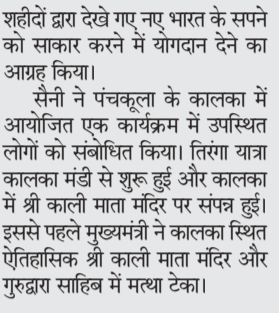 शहीदों द्वारा देखे गए नए भारत के सपने
को साकार करने में योगदान देने का
आग्रह किया।
सैनी ने पंचकूला के कालका में
आयोजित एक कार्यक्रम में उपस्थित
लोगों को संबोधित किया। तिरंगा यात्रा
कालका मंडी से शुरू हुई और कालका
में श्री काली माता मंदिर पर संपन्न हुई।
इससे पहले मुख्यमंत्री ने कालका स्थित
ऐतिहासिक श्री काली माता मंदिर और
गुरुद्वारा साहिब में मत्था टेका।